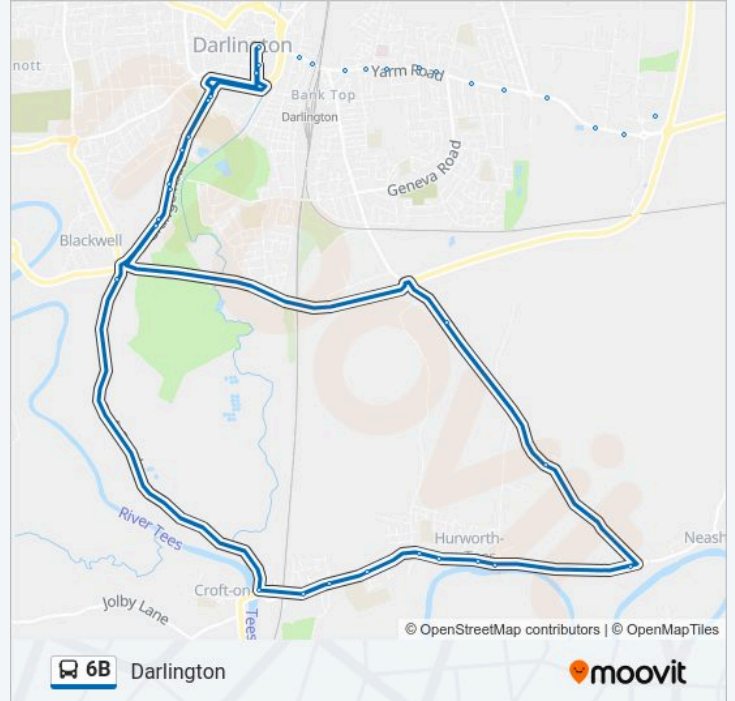 Darlington
nott
Yarm Road
Bank Top
Darlington
Geneva Road
Blackwell
River Tees
Hurworth-
Neash
Croft-on
Jolby Lane
Tees
© OpenStreetMap contributors | © OpenMapTiles
6B Darlington
moovit